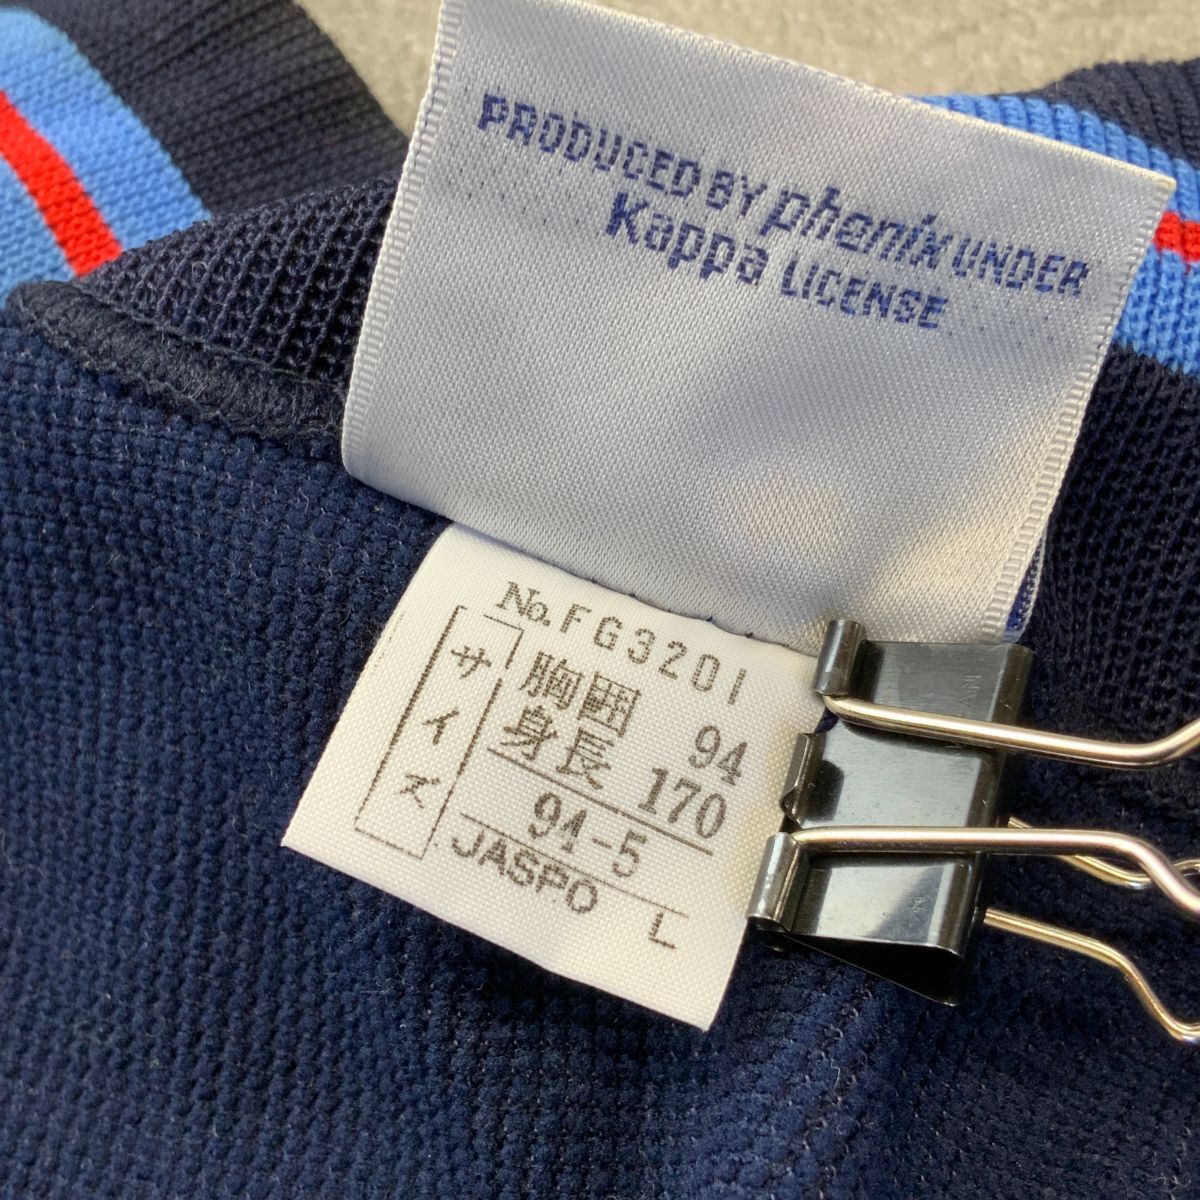 PRODUCED BY phenix UNDER
Kappa LICENSE
No. FG3201
サイズ
胸囲 94
身長 170
94-5
JASPO L